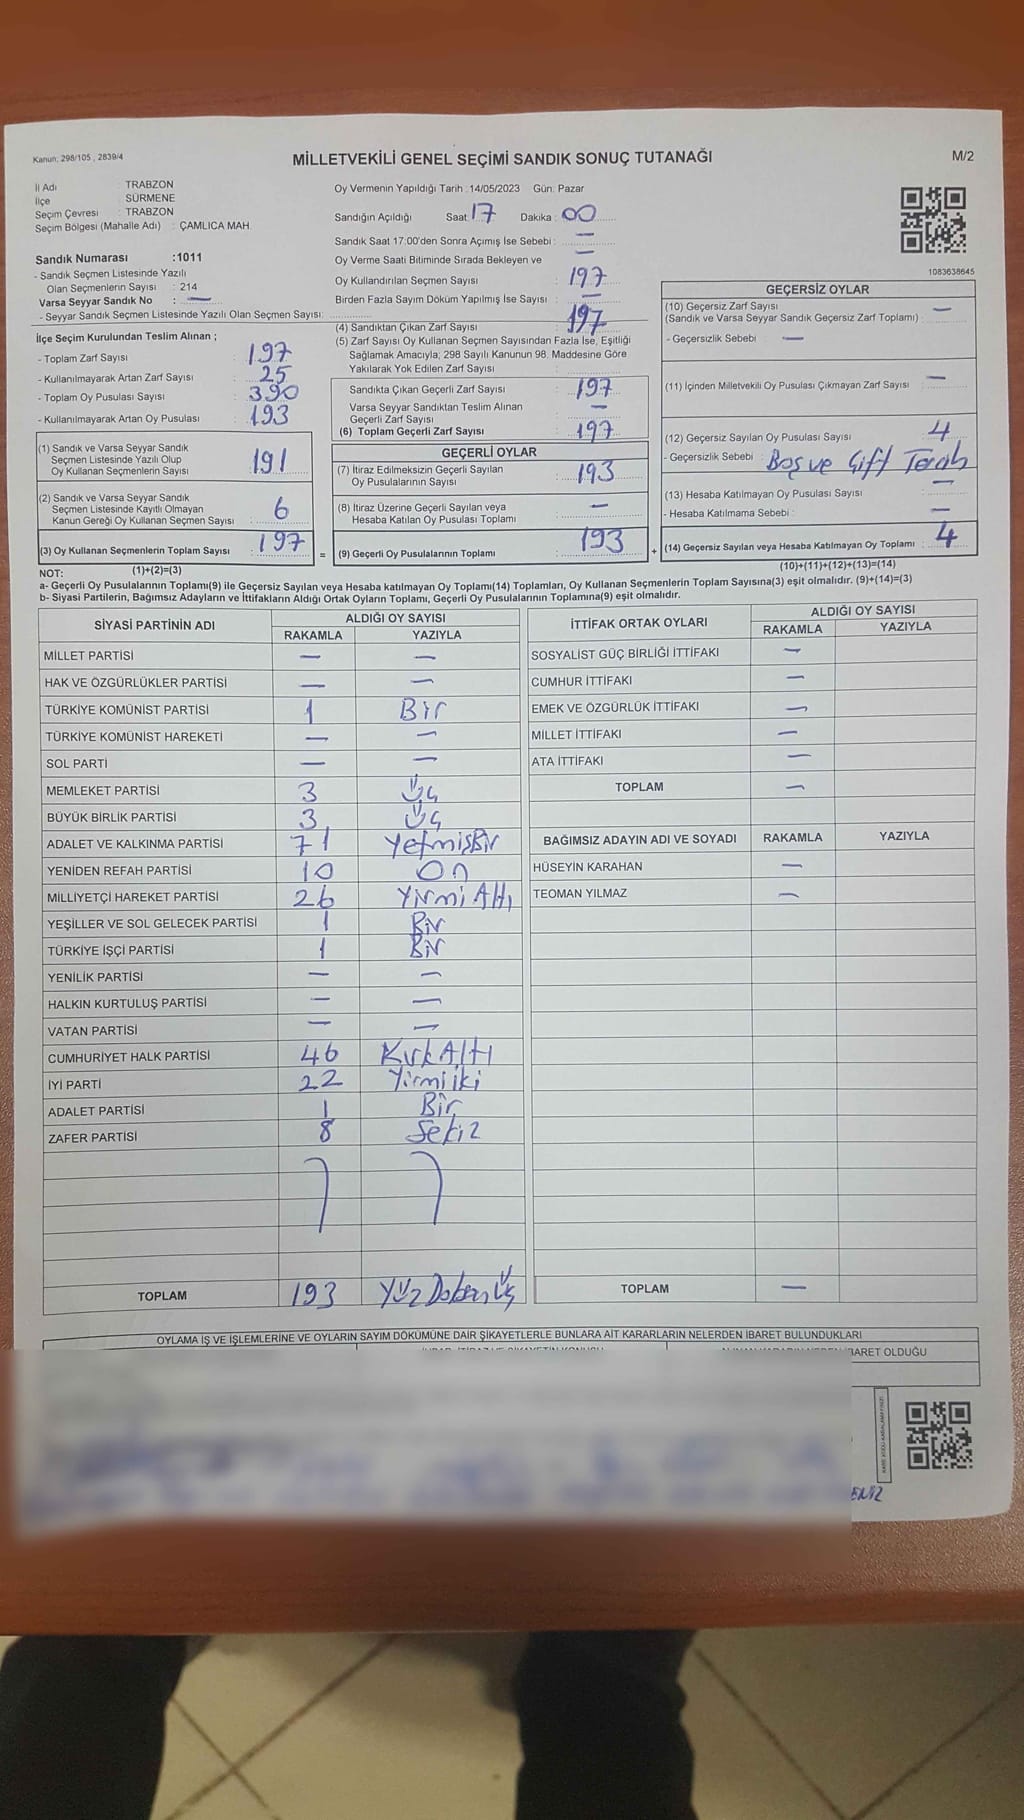 Kanun; 298/105 , 2839/4
MİLLETVEKİLİ GENEL SEÇİMİ SANDIK SONUÇ TUTANAĞI
M/2
İl Adı : TRABZON
İlçe : SÜRMENE
Seçim Çevresi : TRABZON
Seçim Bölgesi (Mahalle Adı) : ÇAMLICA MAH.
Sandık Numarası :1011
- Sandık Seçmen Listesinde Yazılı
Olan Seçmenlerin Sayısı : 214
Varsa Seyyar Sandık No : —
- Seyyar Sandık Seçmen Listesinde Yazılı Olan Seçmen Sayısı:
Oy Vermenin Yapıldığı Tarih :14/05/2023 Gün: Pazar
Sandığın Açıldığı Saat: 17 Dakika : 00
Sandık Saat 17:00'den Sonra Açımış İse Sebebi : —
Oy Verme Saati Bitiminde Sırada Bekleyen ve —
Oy Kullandırılan Seçmen Sayısı : 197
Birden Fazla Sayım Döküm Yapılmış İse Sayısı : —
1083638645
İlçe Seçim Kurulundan Teslim Alınan ;
- Toplam Zarf Sayısı : 197
- Kullanılmayarak Artan Zarf Sayısı : 25
- Toplam Oy Pusulası Sayısı : 390
- Kullanılmayarak Artan Oy Pusulası : 193
(1) Sandık ve Varsa Seyyar Sandık
Seçmen Listesinde Yazılı Olup
Oy Kullanan Seçmenlerin Sayısı : 191
(2) Sandık ve Varsa Seyyar Sandık
Seçmen Listesinde Kayıtlı Olmayan
Kanun Gereği Oy Kullanan Seçmen Sayısı : 6
(3) Oy Kullanan Seçmenlerin Toplam Sayısı : 197
(1)+(2)=(3)
(4) Sandıktan Çıkan Zarf Sayısı : 197
(5) Zarf Sayısı Oy Kullanan Seçmen Sayısından Fazla İse, Eşitliği
Sağlamak Amacıyla; 298 Sayılı Kanunun 98. Maddesine Göre
Yakılarak Yok Edilen Zarf Sayısı :
Sandıkta Çıkan Geçerli Zarf Sayısı : 197
Varsa Seyyar Sandıktan Teslim Alınan
Geçerli Zarf Sayısı : —
(6) Toplam Geçerli Zarf Sayısı : 197
GEÇERLİ OYLAR
(7) İtiraz Edilmeksizin Geçerli Sayılan
Oy Pusulalarının Sayısı : 193
(8) İtiraz Üzerine Geçerli Sayılan veya
Hesaba Katılan Oy Pusulası Toplamı : —
= (9) Geçerli Oy Pusulalarının Toplamı : 193
GEÇERSİZ OYLAR
(10) Geçersiz Zarf Sayısı : —
(Sandık ve Varsa Seyyar Sandık Geçersiz Zarf Toplamı)
- Geçersizlik Sebebi : —
(11) İçinden Milletvekili Oy Pusulası Çıkmayan Zarf Sayısı : —
(12) Geçersiz Sayılan Oy Pusulası Sayısı : 4
- Geçersizlik Sebebi : Boş ve Çift Tercih
(13) Hesaba Katılmayan Oy Pusulası Sayısı : —
- Hesaba Katılmama Sebebi : —
+ (14) Geçersiz Sayılan veya Hesaba Katılmayan Oy Toplamı : 4
(10)+(11)+(12)+(13)=(14)
NOT:
a- Geçerli Oy Pusulalarının Toplamı(9) ile Geçersiz Sayılan veya Hesaba katılmayan Oy Toplamı(14) Toplamları, Oy Kullanan Seçmenlerin Toplam Sayısına(3) eşit olmalıdır. (9)+(14)=(3)
b- Siyasi Partilerin, Bağımsız Adayların ve İttifakların Aldığı Ortak Oyların Toplamı, Geçerli Oy Pusulalarının Toplamına(9) eşit olmalıdır.
SİYASİ PARTİNİN ADI ALDIĞI OY SAYISI
RAKAMLA YAZIYLA
MİLLET PARTİSİ — —
HAK VE ÖZGÜRLÜKLER PARTİSİ — —
TÜRKİYE KOMÜNİST PARTİSİ 1 Bir
TÜRKİYE KOMÜNİST HAREKETİ — —
SOL PARTİ — —
MEMLEKET PARTİSİ 3 Üç
BÜYÜK BİRLİK PARTİSİ 3 Üç
ADALET VE KALKINMA PARTİSİ 71 YetmişBir
YENİDEN REFAH PARTİSİ 10 On
MİLLİYETÇİ HAREKET PARTİSİ 26 Yirmi Altı
YEŞİLLER VE SOL GELECEK PARTİSİ 1 Bir
TÜRKİYE İŞÇİ PARTİSİ 1 Bir
YENİLİK PARTİSİ — —
HALKIN KURTULUŞ PARTİSİ — —
VATAN PARTİSİ — —
CUMHURİYET HALK PARTİSİ 46 Kırk Altı
İYİ PARTİ 22 Yirmi iki
ADALET PARTİSİ 1 Bir
ZAFER PARTİSİ 8 Sekiz
TOPLAM 193 Yüz Doksan Üç
İTTİFAK ORTAK OYLARI ALDIĞI OY SAYISI
RAKAMLA YAZIYLA
SOSYALİST GÜÇ BİRLİĞİ İTTİFAKI —
CUMHUR İTTİFAKI —
EMEK VE ÖZGÜRLÜK İTTİFAKI —
MİLLET İTTİFAKI —
ATA İTTİFAKI —
TOPLAM —
BAĞIMSIZ ADAYIN ADI VE SOYADI RAKAMLA YAZIYLA
HÜSEYİN KARAHAN —
TEOMAN YILMAZ —
TOPLAM —
OYLAMA İŞ VE İŞLEMLERİNE VE OYLARIN SAYIM DÖKÜMÜNE DAİR ŞİKAYETLERLE BUNLARA AİT KARARLARIN NELERDEN İBARET BULUNDUKLARI
BARET OLDUĞU